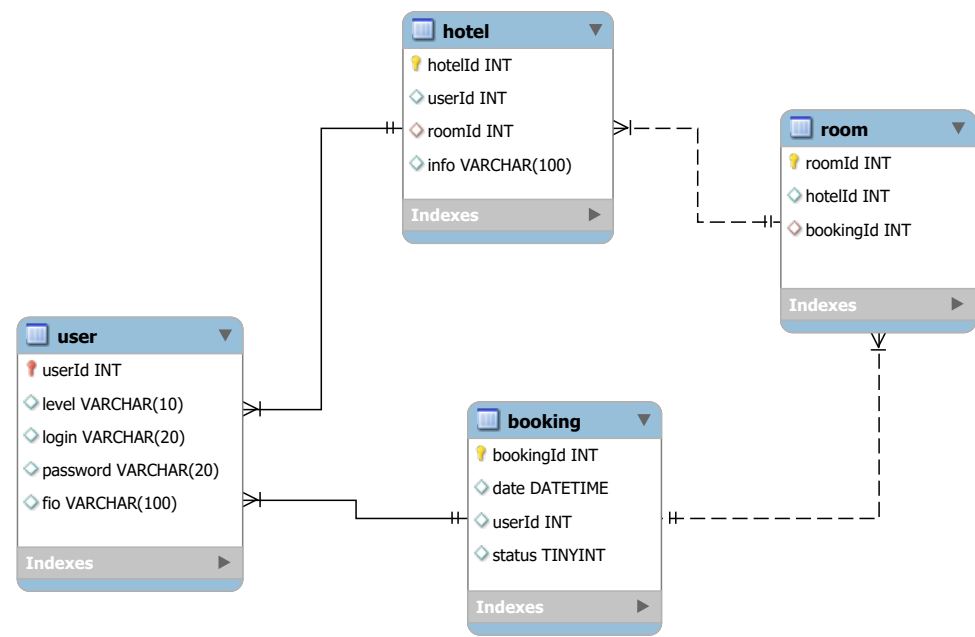 hotel
hotelId INT
userId INT
roomId INT
info VARCHAR(100)
Indexes
room
roomId INT
hotelId INT
bookingId INT
Indexes
user
userId INT
level VARCHAR(10)
login VARCHAR(20)
password VARCHAR(20)
fio VARCHAR(100)
Indexes
booking
bookingId INT
date DATETIME
userId INT
status TINYINT
Indexes